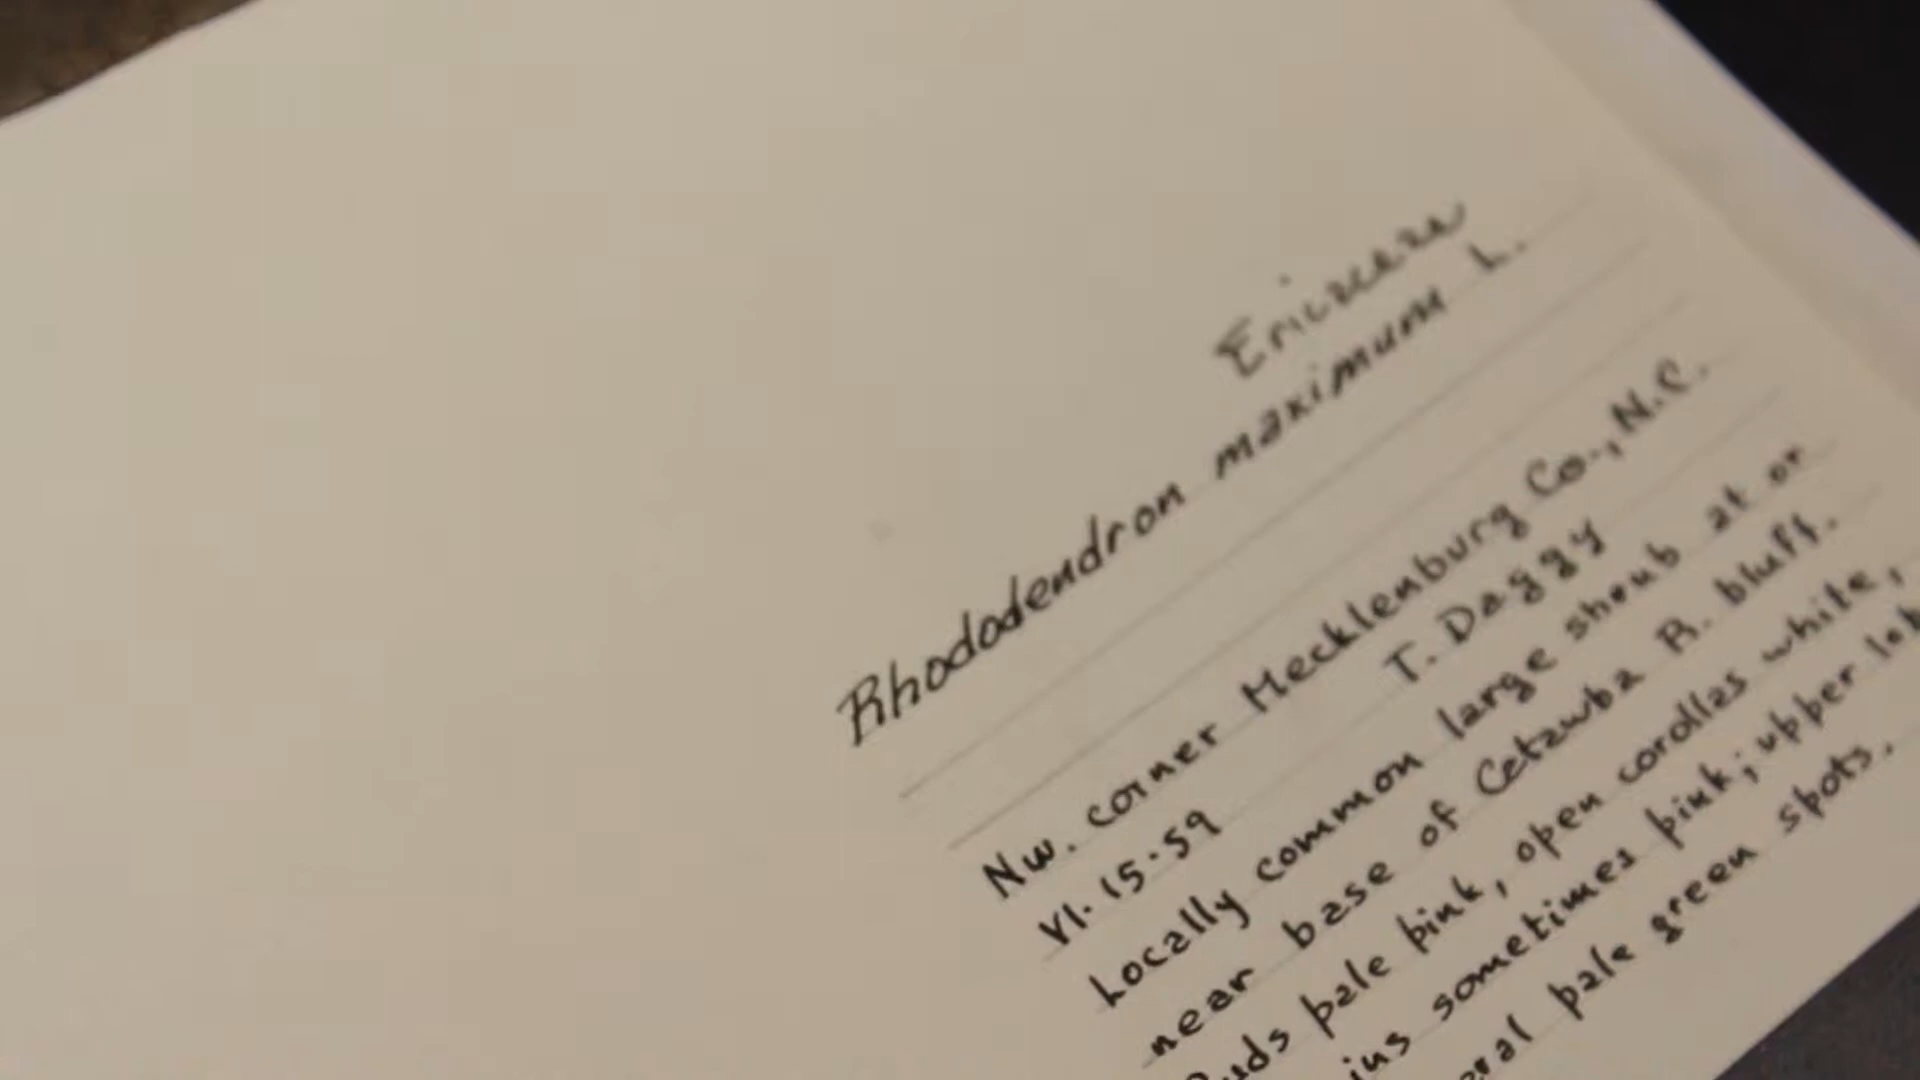 Ericaceae
Rhododendron maximum L.
NW. corner Mecklenburg Co., N.C.
VI.15.59 T. Daggy
Locally common large shrub at or
near base of Catawba R. bluff.
Buds pale pink, open corollas white,
sometimes pink; upper
pale green spots.